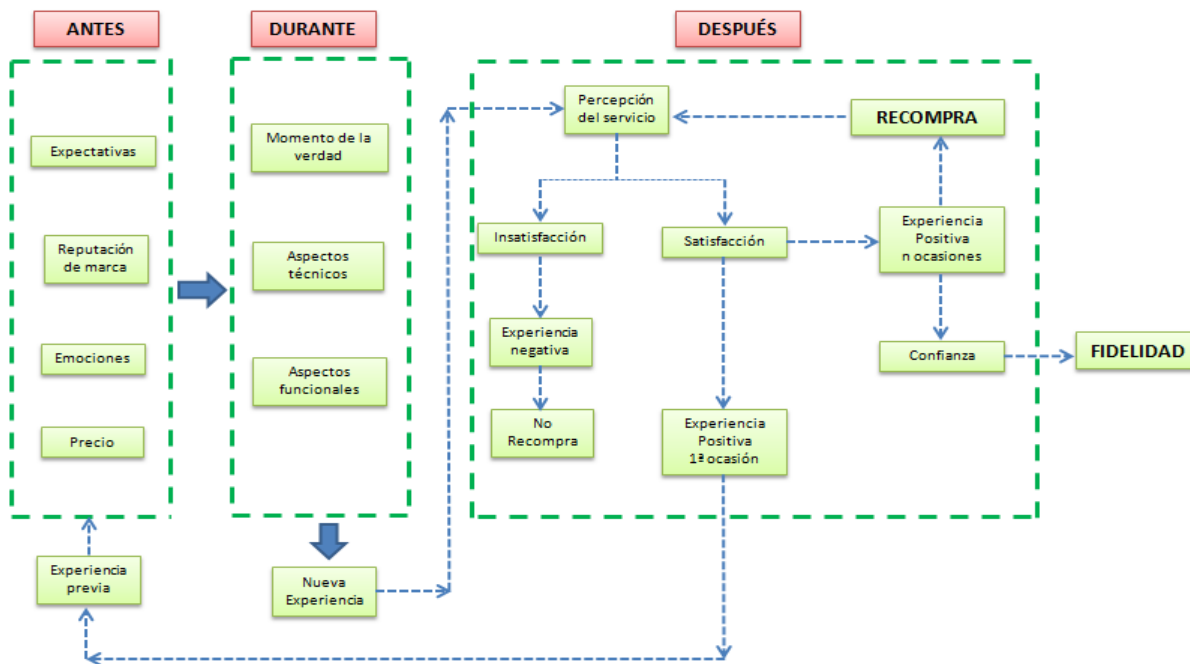 ANTES
DURANTE
DESPUÉS
Expectativas
Reputación
de marca
Emociones
Precio
Experiencia
previa
Momento de la
verdad
Aspectos
técnicos
Aspectos
funcionales
Nueva
Experiencia
Percepción
del servicio
RECOMPRA
Insatisfacción
Satisfacción
Experiencia
Positiva
n ocasiones
Experiencia
negativa
Confianza
FIDELIDAD
No
Recompra
Experiencia
Positiva
1ª ocasión